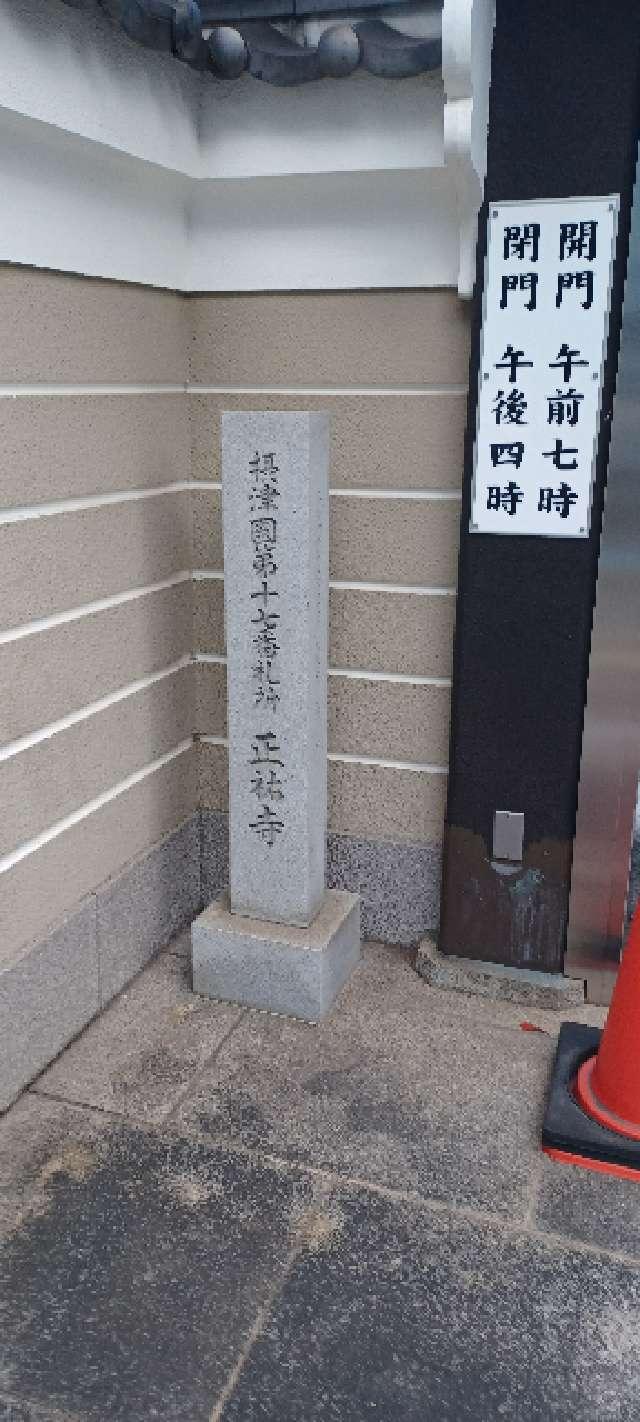 開門 午前七時
閉門 午後四時
摂津國第十七番札所 正祐寺